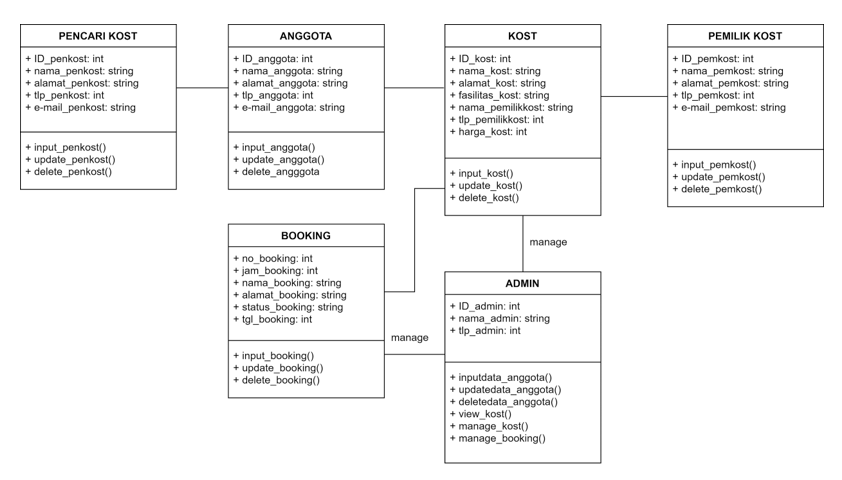 PENCARI KOST
+ ID_penkost: int
+ nama_penkost: string
+ alamat_penkost: string
+ tlp_penkost: int
+ e-mail_penkost: string
+ input_penkost()
+ update_penkost()
+ delete_penkost()
ANGGOTA
+ ID_anggota: int
+ nama_anggota: string
+ alamat_anggota: string
+ tlp_anggota: int
+ e-mail_anggota: string
+ input_anggota()
+ update_anggota()
+ delete_angggota
KOST
+ ID_kost: int
+ nama_kost: string
+ alamat_kost: string
+ fasilitas_kost: string
+ nama_pemilikkost: string
+ tlp_pemilikkost: int
+ harga_kost: int
+ input_kost()
+ update_kost()
+ delete_kost()
PEMILIK KOST
+ ID_pemkost: int
+ nama_pemkost: string
+ alamat_pemkost: string
+ tlp_pemkost: int
+ e-mail_pemkost: string
+ input_pemkost()
+ update_pemkost()
+ delete_pemkost()
BOOKING
+ no_booking: int
+ jam_booking: int
+ nama_booking: string
+ alamat_booking: string
+ status_booking: string
+ tgl_booking: int
+ input_booking()
+ update_booking()
+ delete_booking()
manage
manage
ADMIN
+ ID_admin: int
+ nama_admin: string
+ tlp_admin: int
+ inputdata_anggota()
+ updatedata_anggota()
+ deletedata_anggota()
+ view_kost()
+ manage_kost()
+ manage_booking()